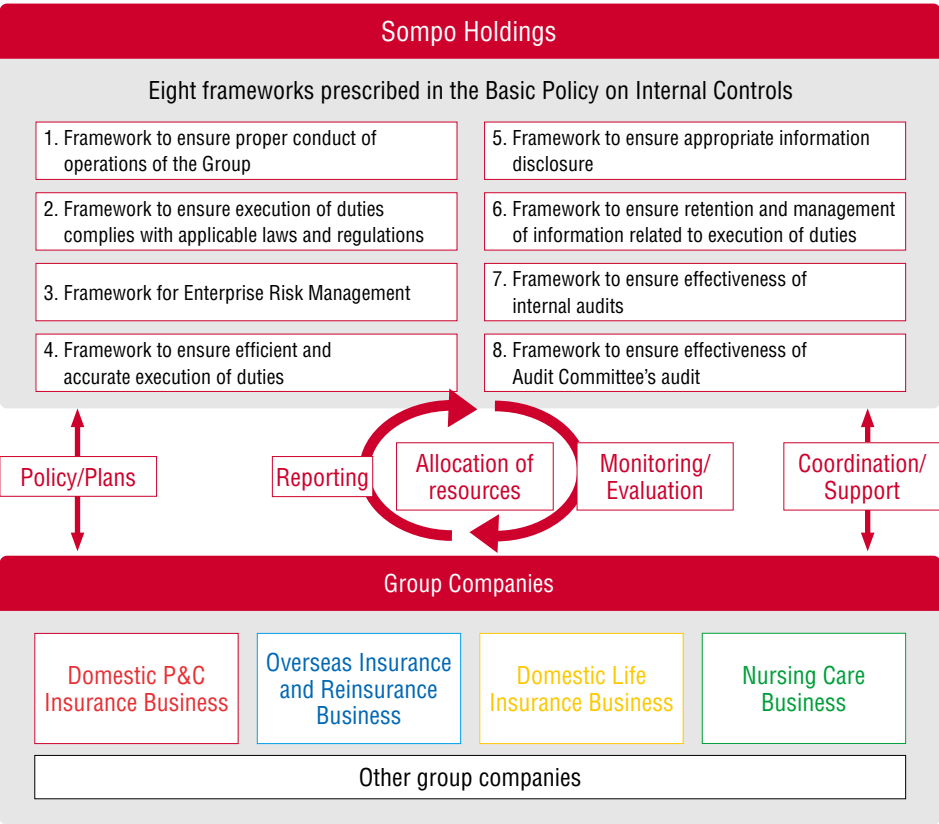 Sompo Holdings
Eight frameworks prescribed in the Basic Policy on Internal Controls
1. Framework to ensure proper conduct of
operations of the Group
2. Framework to ensure execution of duties
complies with applicable laws and regulations
3. Framework for Enterprise Risk Management
4. Framework to ensure efficient and
accurate execution of duties
5. Framework to ensure appropriate information
disclosure
6. Framework to ensure retention and management
of information related to execution of duties
7. Framework to ensure effectiveness of
internal audits
8. Framework to ensure effectiveness of
Audit Committee's audit
Policy/Plans
Reporting
Allocation of
resources
Monitoring/
Evaluation
Coordination/
Support
Group Companies
Domestic P&C
Insurance Business
Overseas Insurance
and Reinsurance
Business
Domestic Life
Insurance Business
Nursing Care
Business
Other group companies